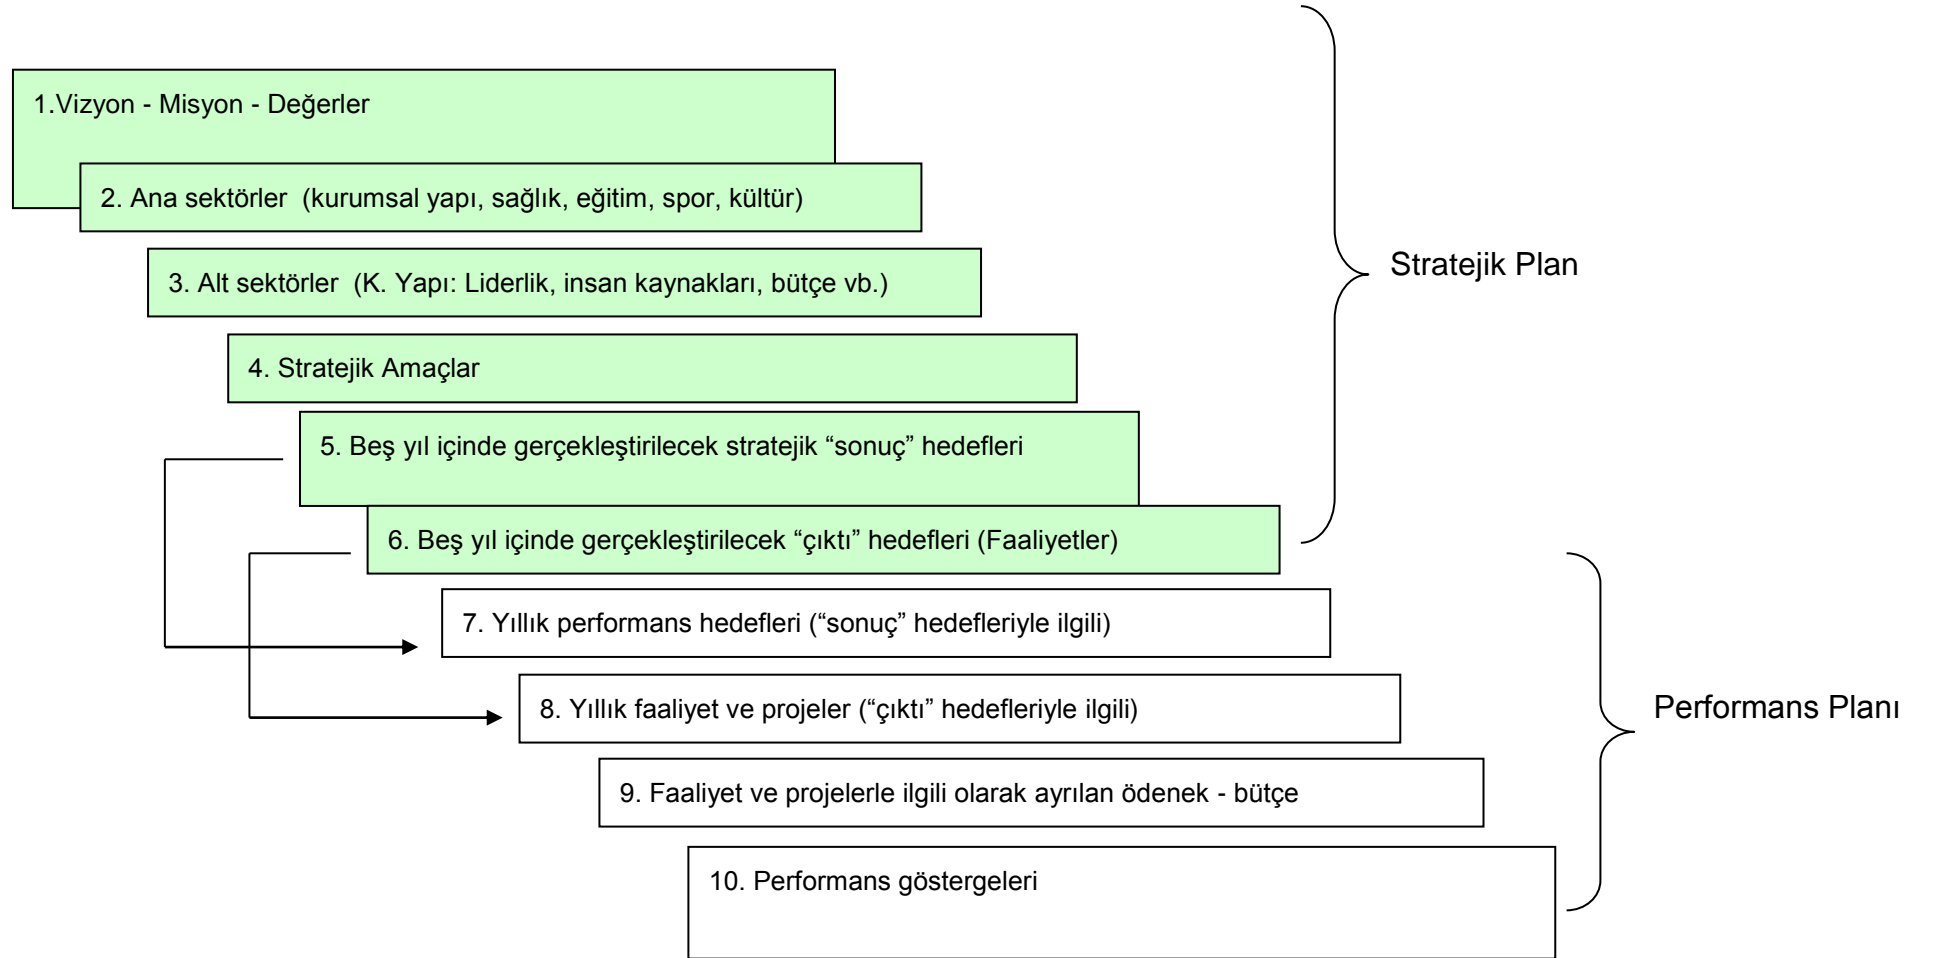 1.Vizyon - Misyon - Değerler
2. Ana sektörler  (kurumsal yapı, sağlık, eğitim, spor, kültür)
3. Alt sektörler  (K. Yapı: Liderlik, insan kaynakları, bütçe vb.)
Stratejik Plan
4. Stratejik Amaçlar
5. Beş yıl içinde gerçekleştirilecek stratejik “sonuç” hedefleri
6. Beş yıl içinde gerçekleştirilecek “çıktı” hedefleri (Faaliyetler)
7. Yıllık performans hedefleri (“sonuç” hedefleriyle ilgili)
8. Yıllık faaliyet ve projeler (“çıktı” hedefleriyle ilgili)
Performans Planı
9. Faaliyet ve projelerle ilgili olarak ayrılan ödenek - bütçe
10. Performans göstergeleri